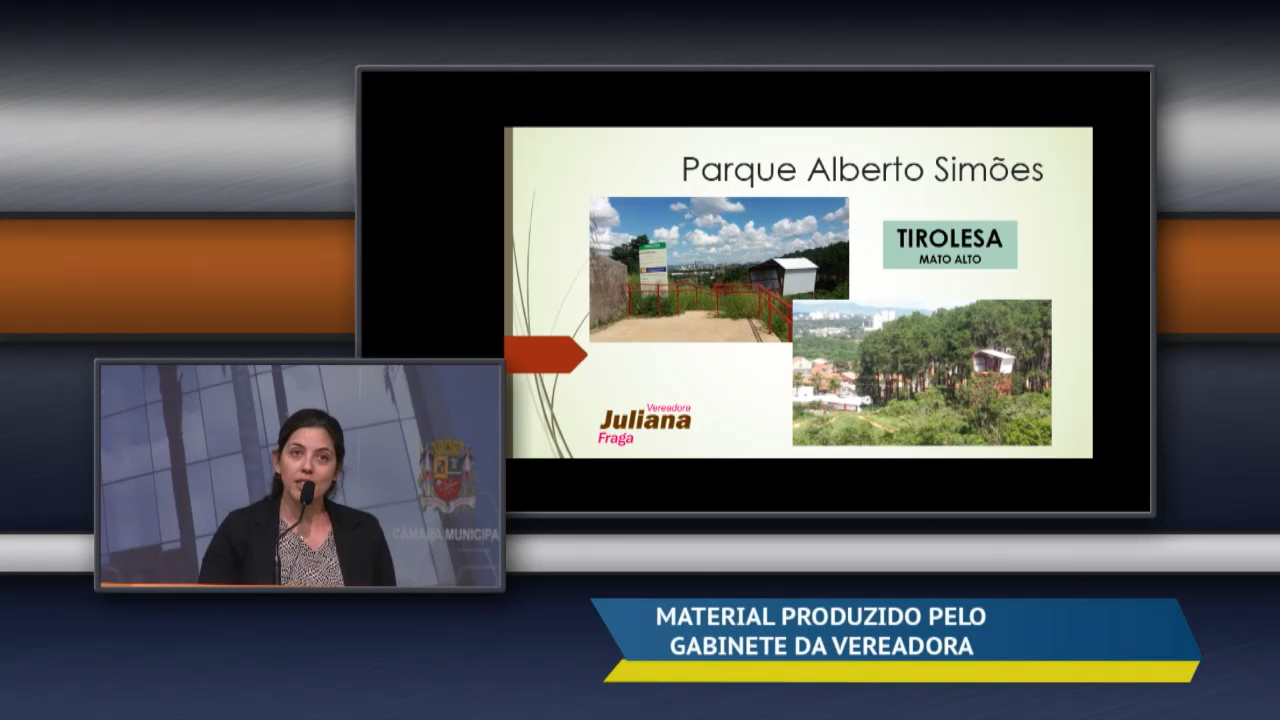 Parque Alberto Simões
TIROLESA
MATO ALTO
Vereadora
Juliana
Fraga
CÂMARA MUNICIPA
MATERIAL PRODUZIDO PELO
GABINETE DA VEREADORA